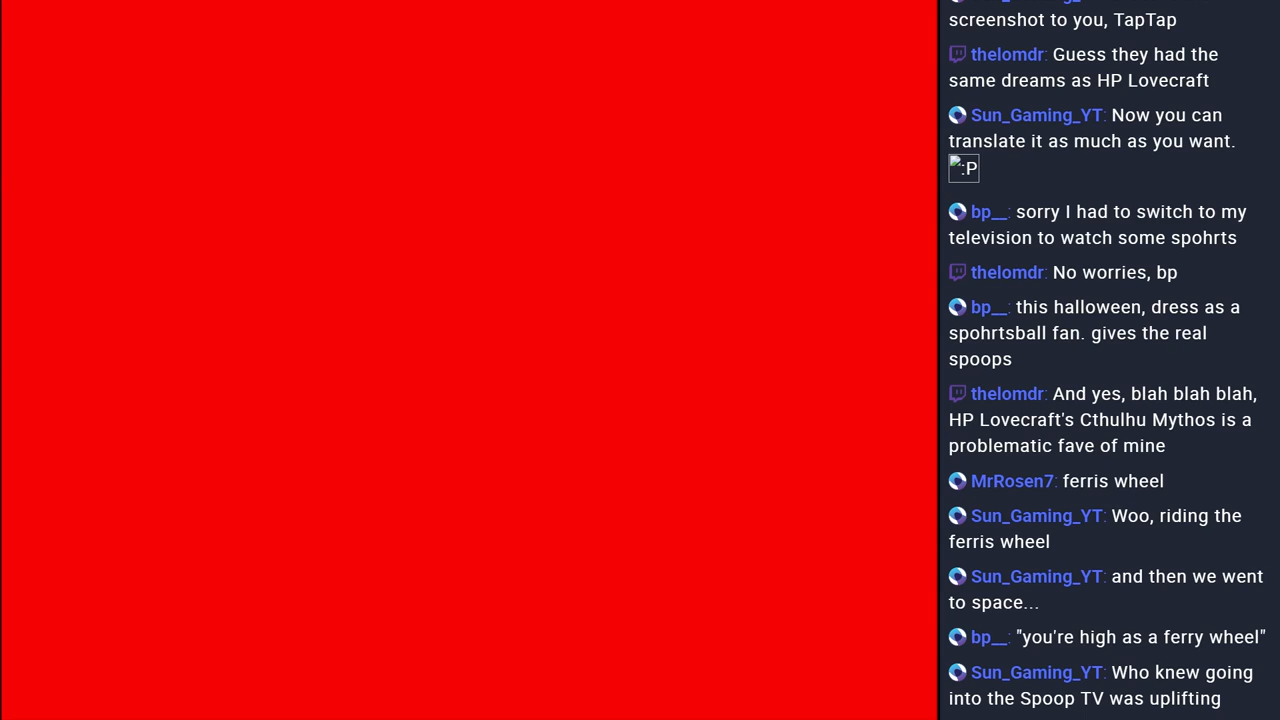 screenshot to you, TapTap
thelomdr: Guess they had the
same dreams as HP Lovecraft
Sun_Gaming_YT: Now you can
translate it as much as you want.
:P
bp__: sorry I had to switch to my
television to watch some spohrts
thelomdr: No worries, bp
bp__: this halloween, dress as a
spohrtsball fan. gives the real
spoops
thelomdr: And yes, blah blah blah,
HP Lovecraft's Cthulhu Mythos is a
problematic fave of mine
MrRosen7: ferris wheel
Sun_Gaming_YT: Woo, riding the
ferris wheel
Sun_Gaming_YT: and then we went
to space...
bp__: "you're high as a ferry wheel"
Sun_Gaming_YT: Who knew going
into the Spoop TV was uplifting